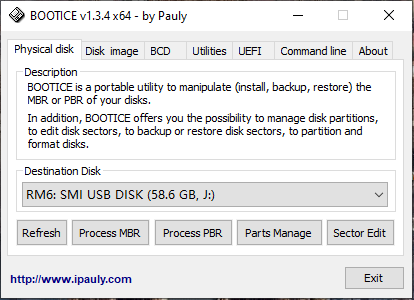 BOOTICE v1.3.4 x64 - by Pauly
Physical disk Disk image BCD Utilities UEFI Command line About
Description
BOOTICE is a portable utility to manipulate (install, backup, restore) the
MBR or PBR of your disks.
In addition, BOOTICE offers you the possibility to manage disk partitions,
to edit disk sectors, to backup or restore disk sectors, to partition and
format disks.
Destination Disk
RM6: SMI USB DISK (58.6 GB, J:)
Refresh Process MBR Process PBR Parts Manage Sector Edit
http://www.ipauly.com Exit